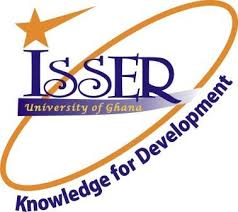 ISSER
University of Ghana
Knowledge for Development